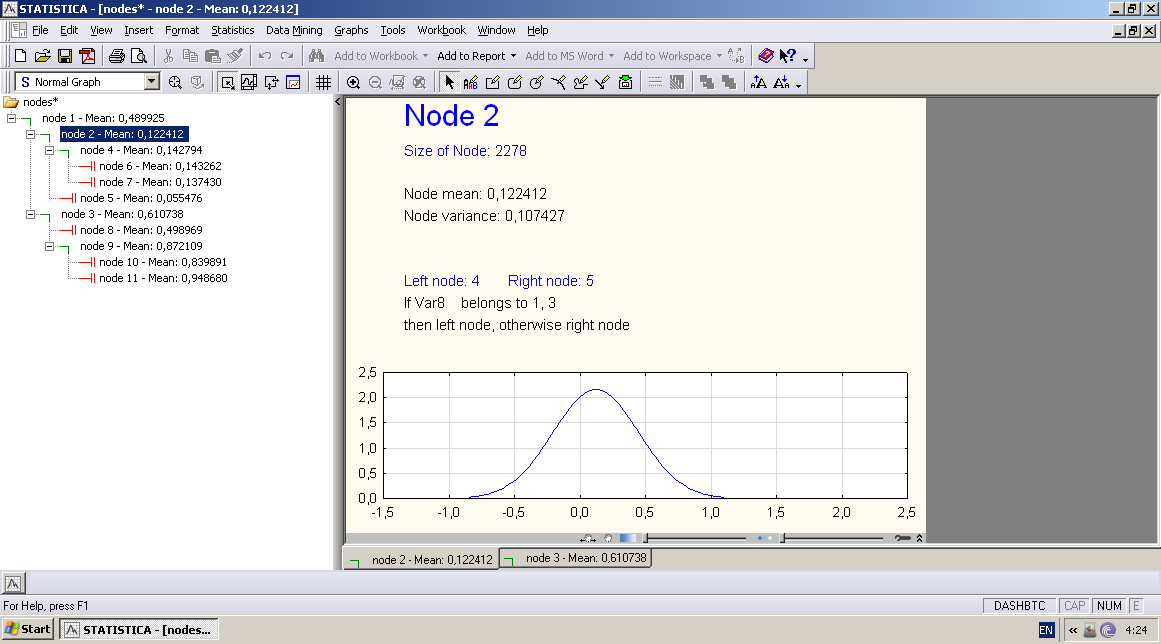 STATISTICA - [nodes* - node 2 - Mean: 0,122412]
File Edit View Insert Format Statistics Data Mining Graphs Tools Workbook Window Help
Add to Workbook Add to Report Add to MS Word Add to Workspace
S Normal Graph
nodes*
node 1 - Mean: 0,489925
node 2 - Mean: 0,122412
node 4 - Mean: 0,142794
node 6 - Mean: 0,143262
node 7 - Mean: 0,137430
node 5 - Mean: 0,055476
node 3 - Mean: 0,610738
node 8 - Mean: 0,498969
node 9 - Mean: 0,872109
node 10 - Mean: 0,839891
node 11 - Mean: 0,948680
Node 2
Size of Node: 2278
Node mean: 0,122412
Node variance: 0,107427
Left node: 4 Right node: 5
If Var8 belongs to 1, 3
then left node, otherwise right node
2,5
2,0
1,5
1,0
0,5
0,0
-1,5 -1,0 -0,5 0,0 0,5 1,0 1,5 2,0 2,5
node 2 - Mean: 0,122412 node 3 - Mean: 0,610738
For Help, press F1 DASHBTC CAP NUM E
Start STATISTICA - [nodes... EN « 4:24